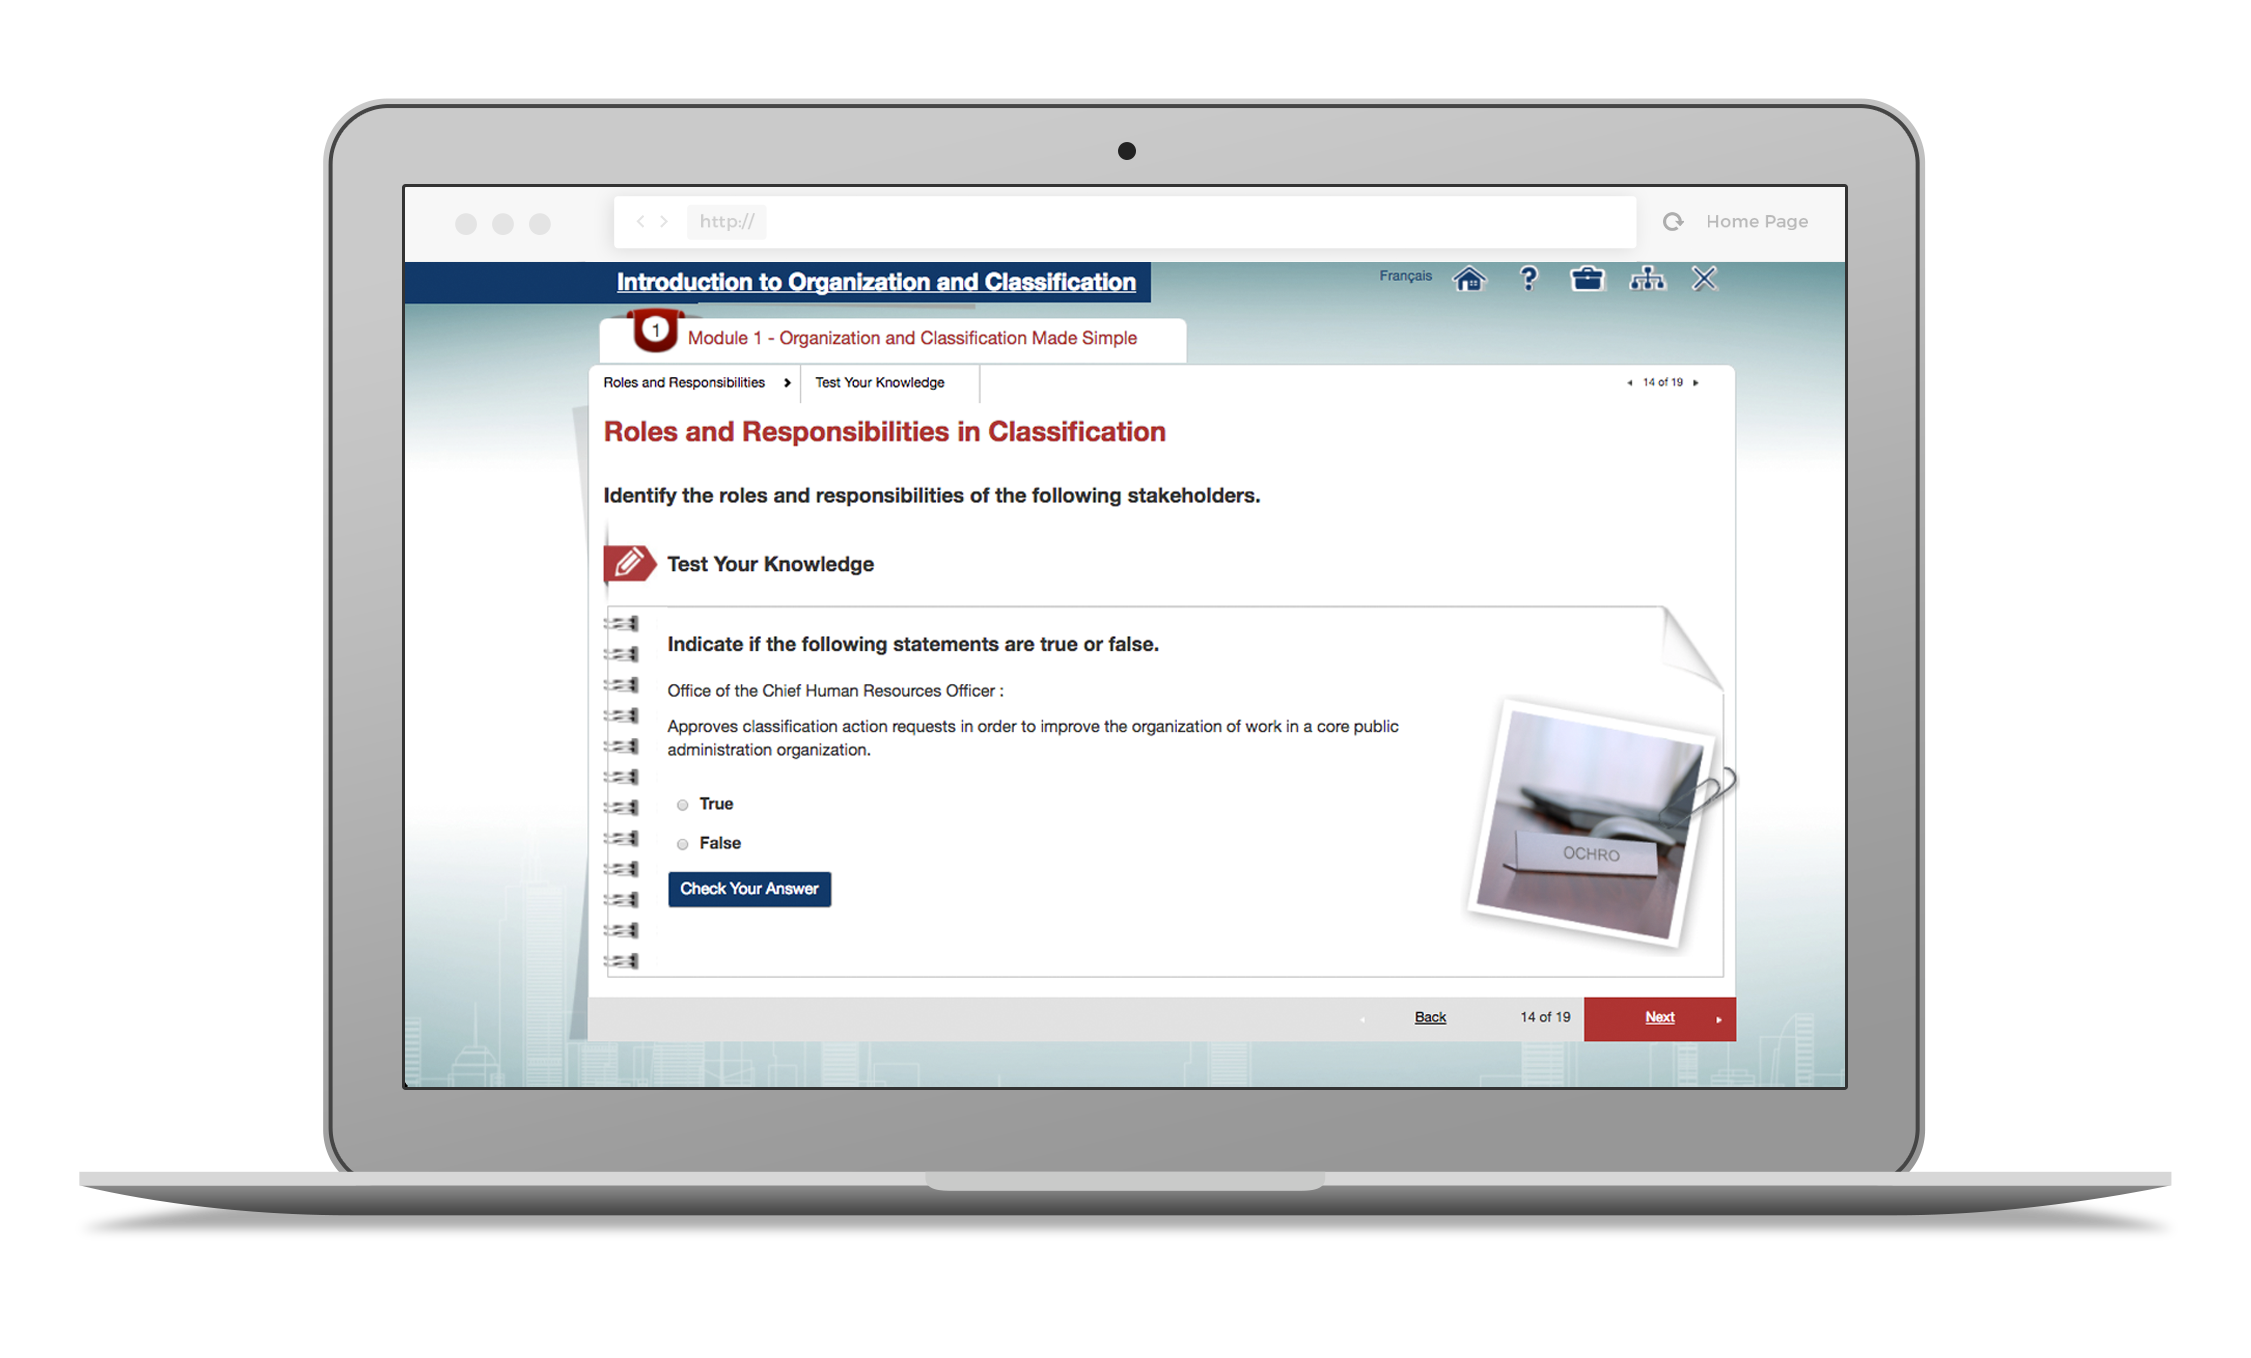 http://
Home Page
Introduction to Organization and Classification
Français
?
1
Module 1 - Organization and Classification Made Simple
Roles and Responsibilities
Test Your Knowledge
14 of 19
Roles and Responsibilities in Classification
Identify the roles and responsibilities of the following stakeholders.
Test Your Knowledge
Indicate if the following statements are true or false.
Office of the Chief Human Resources Officer :
Approves classification action requests in order to improve the organization of work in a core public
administration organization.
True
False
Check Your Answer
OCHRO
Back
14 of 19
Next